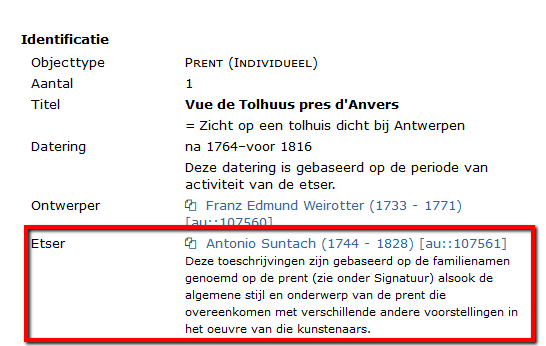 Identificatie
Objecttype Prent (Individueel)
Aantal 1
Titel Vue de Tolhuus pres d'Anvers
= Zicht op een tolhuis dicht bij Antwerpen
Datering na 1764–voor 1816
Deze datering is gebaseerd op de periode van
activiteit van de etser.
Ontwerper Franz Edmund Weirotter (1733 - 1771)
[au::107560]
Etser Antonio Suntach (1744 - 1828) [au::107561]
Deze toeschrijvingen zijn gebaseerd op de familienamen
genoemd op de prent (zie onder Signatuur) alsook de
algemene stijl en onderwerp van de prent die
overeenkomen met verschillende andere voorstellingen in
het oeuvre van die kunstenaars.